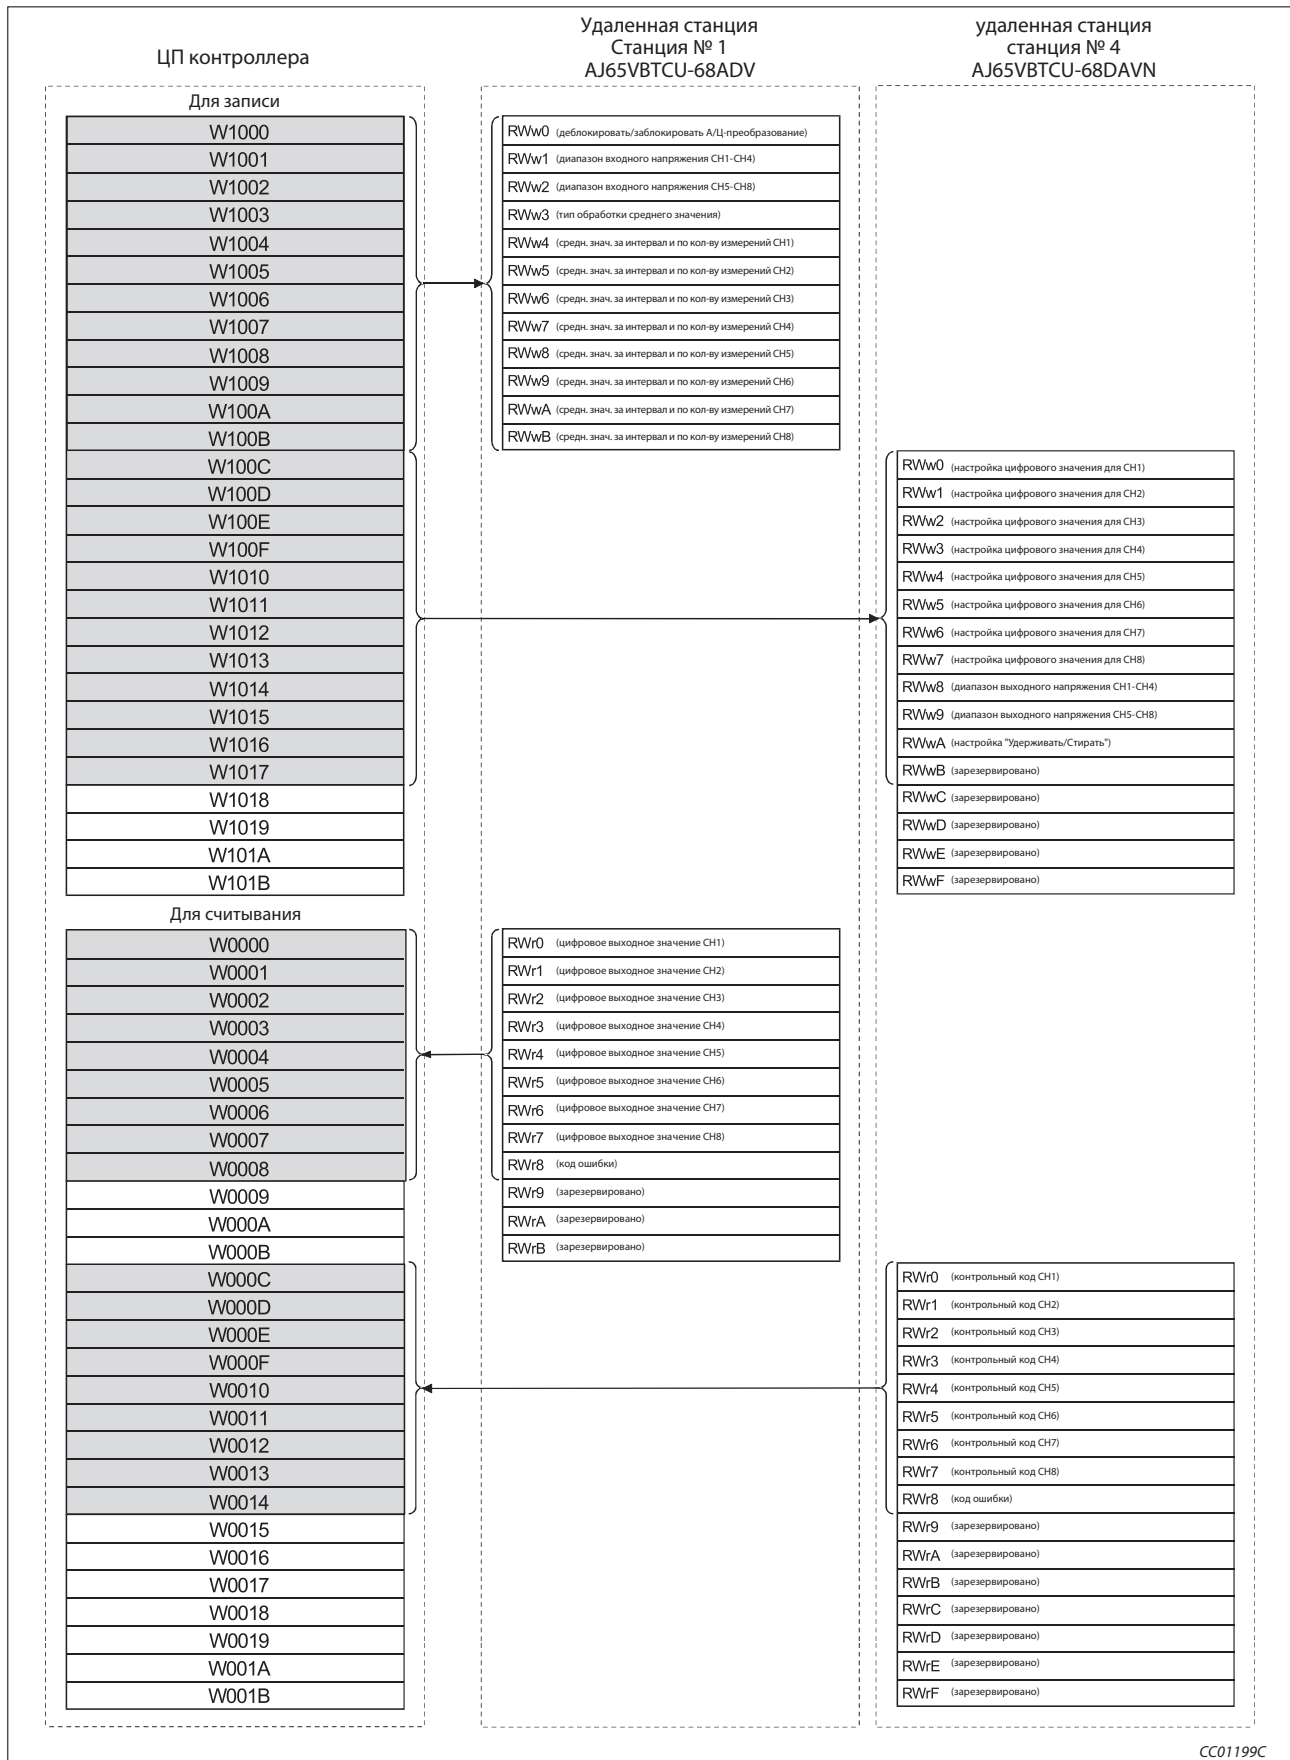 ЦП контроллера
Удаленная станция
Станция № 1
AJ65VBTCU-68ADV
удаленная станция
станция № 4
AJ65VBTCU-68DAVN
Для записи
W1000
W1001
W1002
W1003
W1004
W1005
W1006
W1007
W1008
W1009
W100A
W100B
W100C
W100D
W100E
W100F
W1010
W1011
W1012
W1013
W1014
W1015
W1016
W1017
W1018
W1019
W101A
W101B
RWw0 (деблокировать/заблокировать А/Ц-преобразование)
RWw1 (диапазон входного напряжения CH1-CH4)
RWw2 (диапазон входного напряжения CH5-CH8)
RWw3 (тип обработки среднего значения)
RWw4 (средн. знач. за интервал и по кол-ву измерений CH1)
RWw5 (средн. знач. за интервал и по кол-ву измерений CH2)
RWw6 (средн. знач. за интервал и по кол-ву измерений CH3)
RWw7 (средн. знач. за интервал и по кол-ву измерений CH4)
RWw8 (средн. знач. за интервал и по кол-ву измерений CH5)
RWw9 (средн. знач. за интервал и по кол-ву измерений CH6)
RWwA (средн. знач. за интервал и по кол-ву измерений CH7)
RWwB (средн. знач. за интервал и по кол-ву измерений CH8)
RWw0 (настройка цифрового значения для CH1)
RWw1 (настройка цифрового значения для CH2)
RWw2 (настройка цифрового значения для CH3)
RWw3 (настройка цифрового значения для CH4)
RWw4 (настройка цифрового значения для CH5)
RWw5 (настройка цифрового значения для CH6)
RWw6 (настройка цифрового значения для CH7)
RWw7 (настройка цифрового значения для CH8)
RWw8 (диапазон выходного напряжения CH1-CH4)
RWw9 (диапазон выходного напряжения CH5-CH8)
RWwA (настройка "Удерживать/Стирать")
RWwB (зарезервировано)
RWwC (зарезервировано)
RWwD (зарезервировано)
RWwE (зарезервировано)
RWwF (зарезервировано)
Для считывания
W0000
W0001
W0002
W0003
W0004
W0005
W0006
W0007
W0008
W0009
W000A
W000B
W000C
W000D
W000E
W000F
W0010
W0011
W0012
W0013
W0014
W0015
W0016
W0017
W0018
W0019
W001A
W001B
RWr0 (цифровое выходное значение CH1)
RWr1 (цифровое выходное значение CH2)
RWr2 (цифровое выходное значение CH3)
RWr3 (цифровое выходное значение CH4)
RWr4 (цифровое выходное значение CH5)
RWr5 (цифровое выходное значение CH6)
RWr6 (цифровое выходное значение CH7)
RWr7 (цифровое выходное значение CH8)
RWr8 (код ошибки)
RWr9 (зарезервировано)
RWrA (зарезервировано)
RWrB (зарезервировано)
RWr0 (контрольный код CH1)
RWr1 (контрольный код CH2)
RWr2 (контрольный код CH3)
RWr3 (контрольный код CH4)
RWr4 (контрольный код CH5)
RWr5 (контрольный код CH6)
RWr6 (контрольный код CH7)
RWr7 (контрольный код CH8)
RWr8 (код ошибки)
RWr9 (зарезервировано)
RWrA (зарезервировано)
RWrB (зарезервировано)
RWrC (зарезервировано)
RWrD (зарезервировано)
RWrE (зарезервировано)
RWrF (зарезервировано)
CC01199C